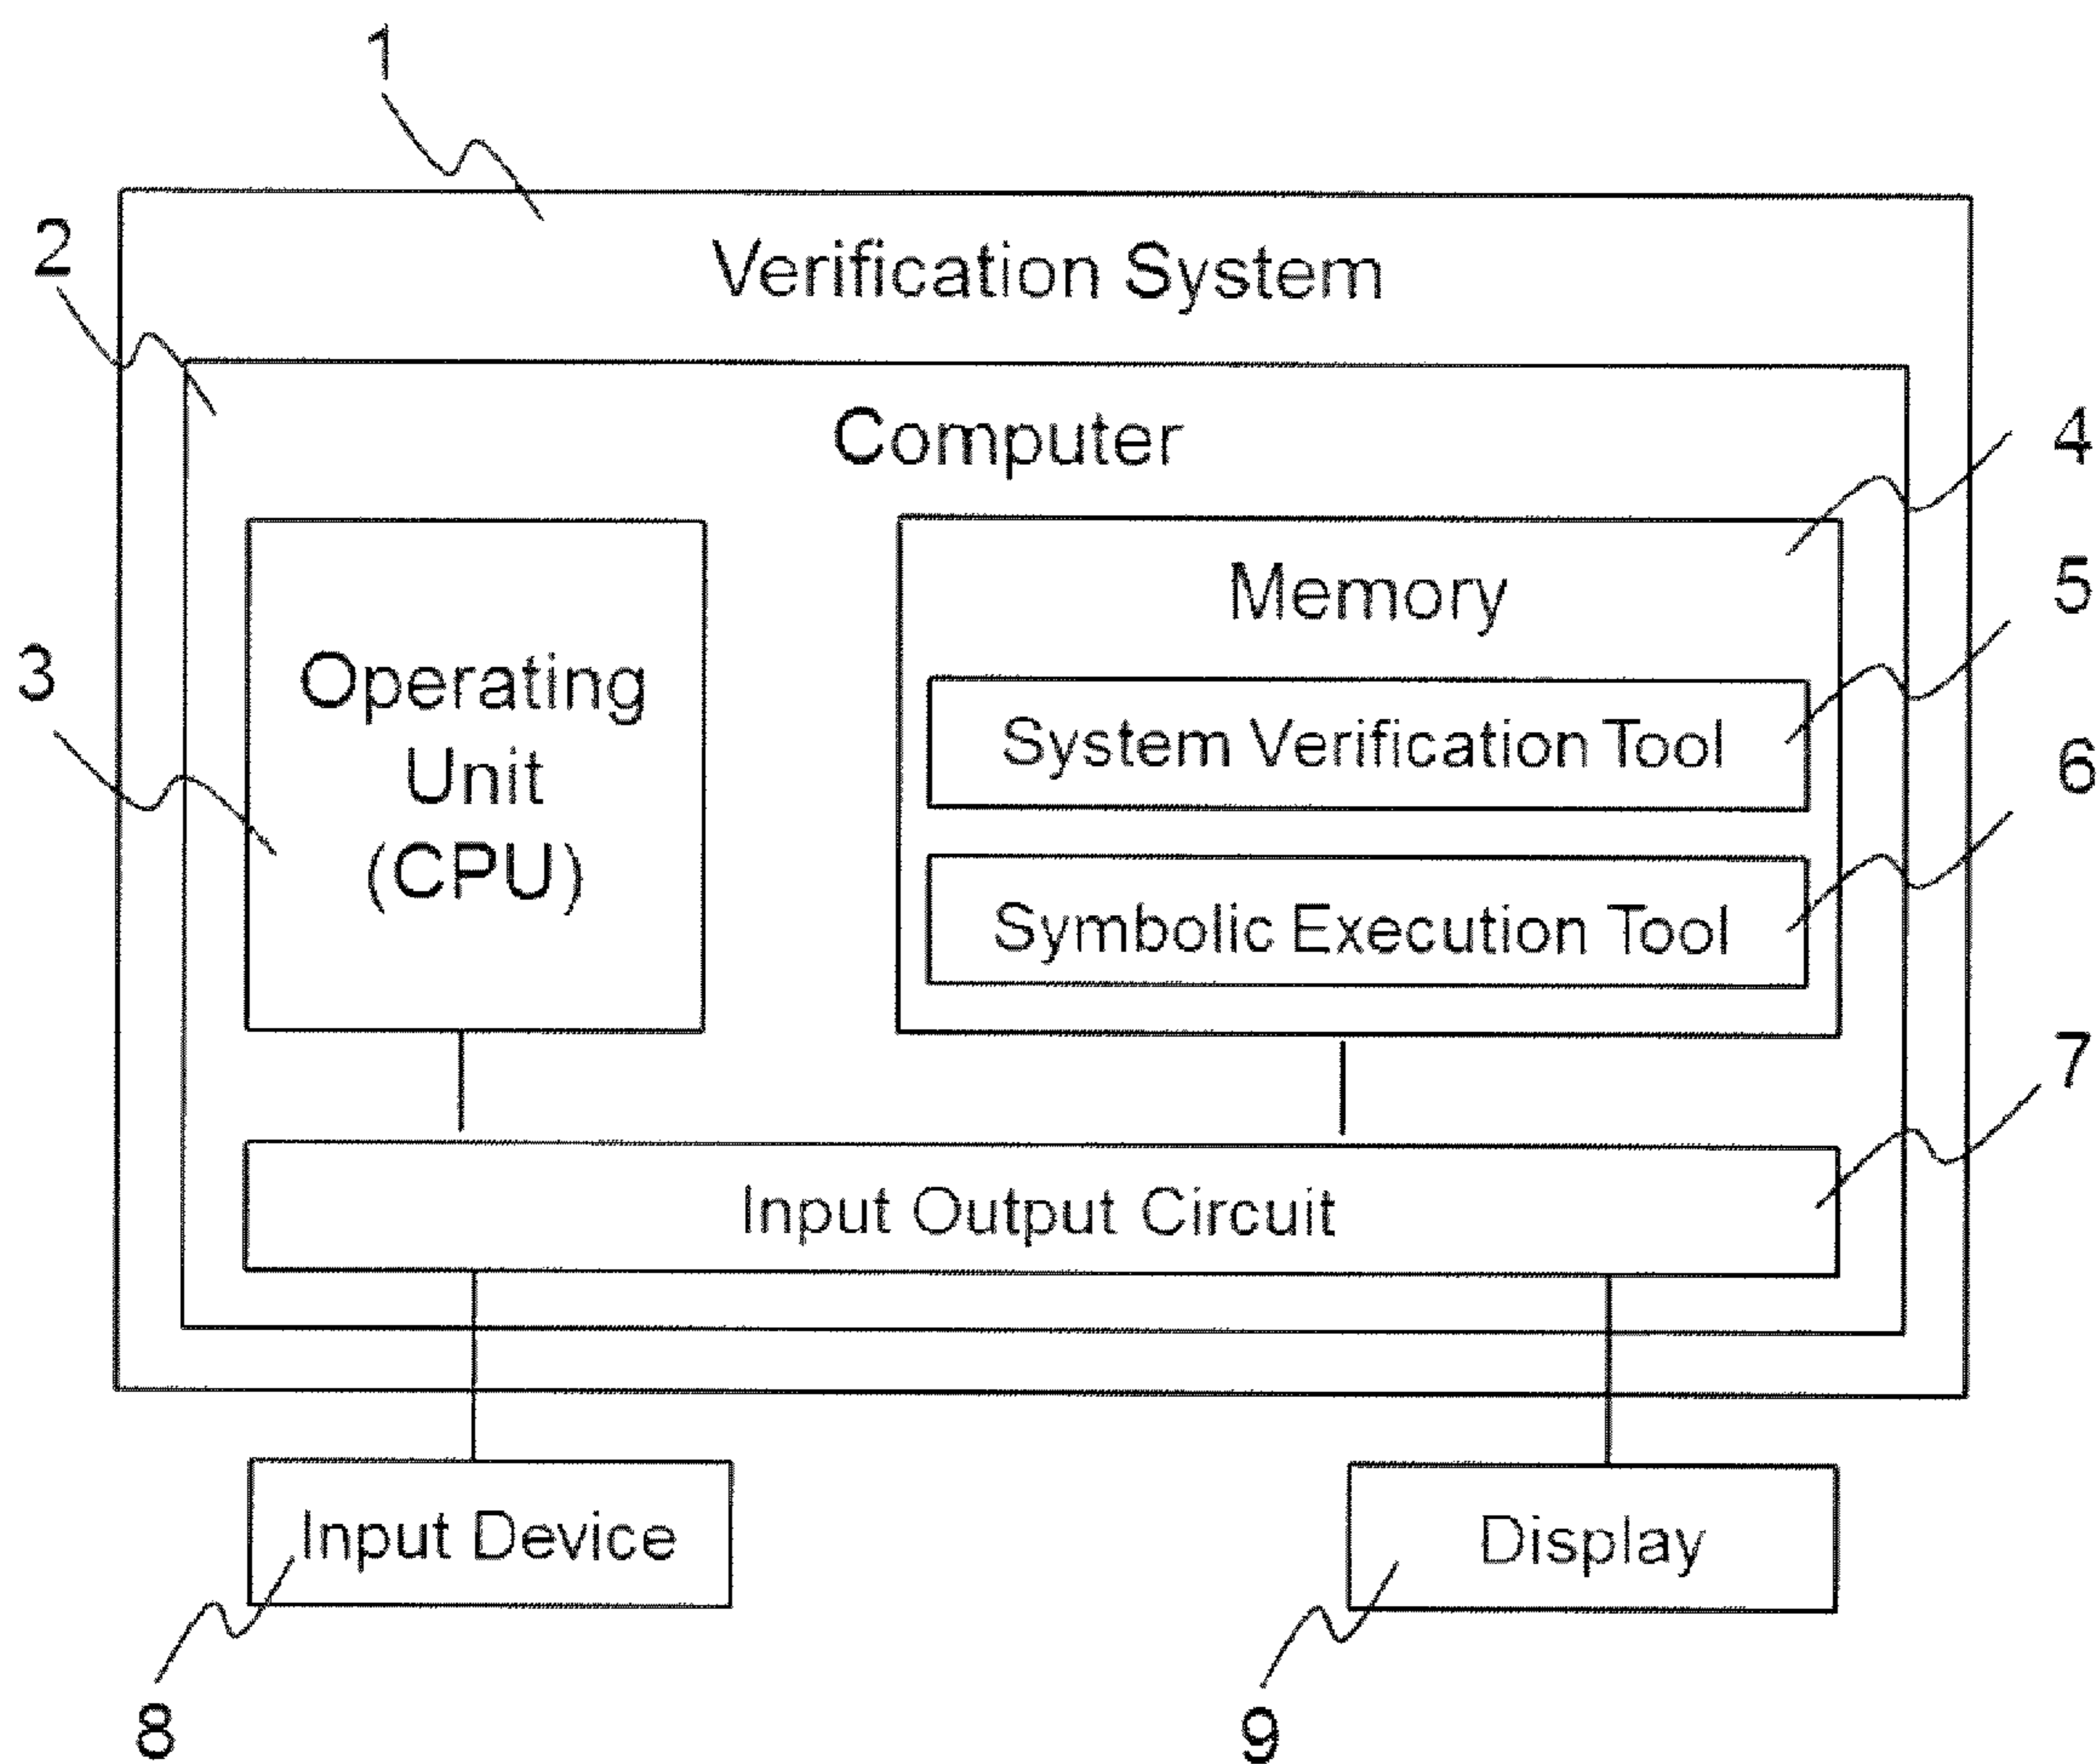 1
Verification System
2
Computer
4
Memory
5
3
Operating
Unit
(CPU)
System Verification Tool
6
Symbolic Execution Tool
7
Input Output Circuit
Input Device
Display
8
9